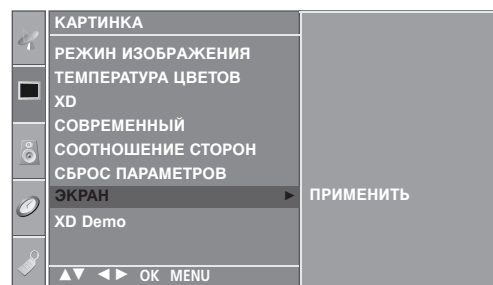 КАРТИНКА
РЕЖИН ИЗОБРАЖЕНИЯ
ТЕМПЕРАТУРА ЦВЕТОВ
XD
СОВРЕМЕННЫЙ
СООТНОШЕНИЕ СТОРОН
СБРОС ПАРАМЕТРОВ
ЭКРАН ► ПРИМЕНИТЬ
XD Demo
▲▼ ◄► OK MENU